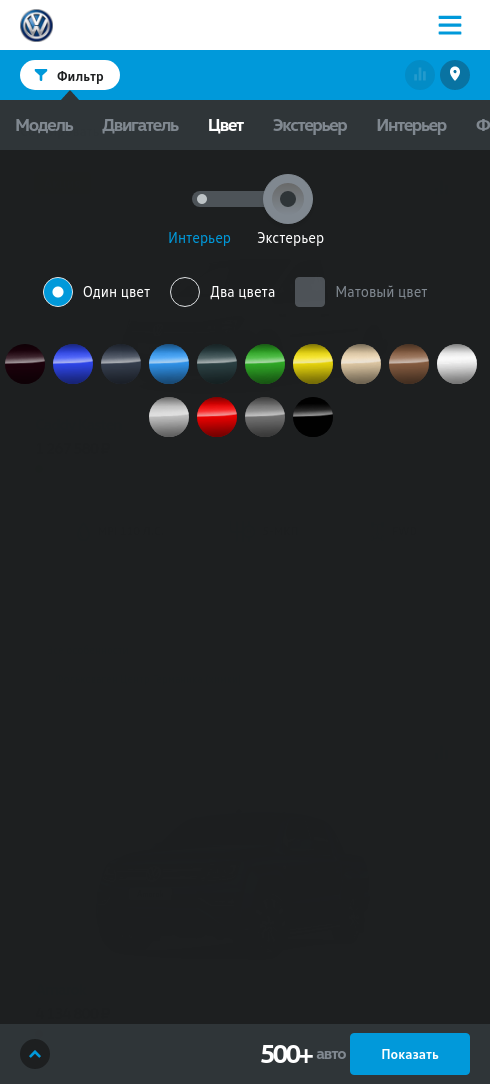 Фильтр
Модель Двигатель Цвет Экстерьер Интерьер Ф
Интерьер Экстерьер
Один цвет Два цвета Матовый цвет
500+ авто Показать